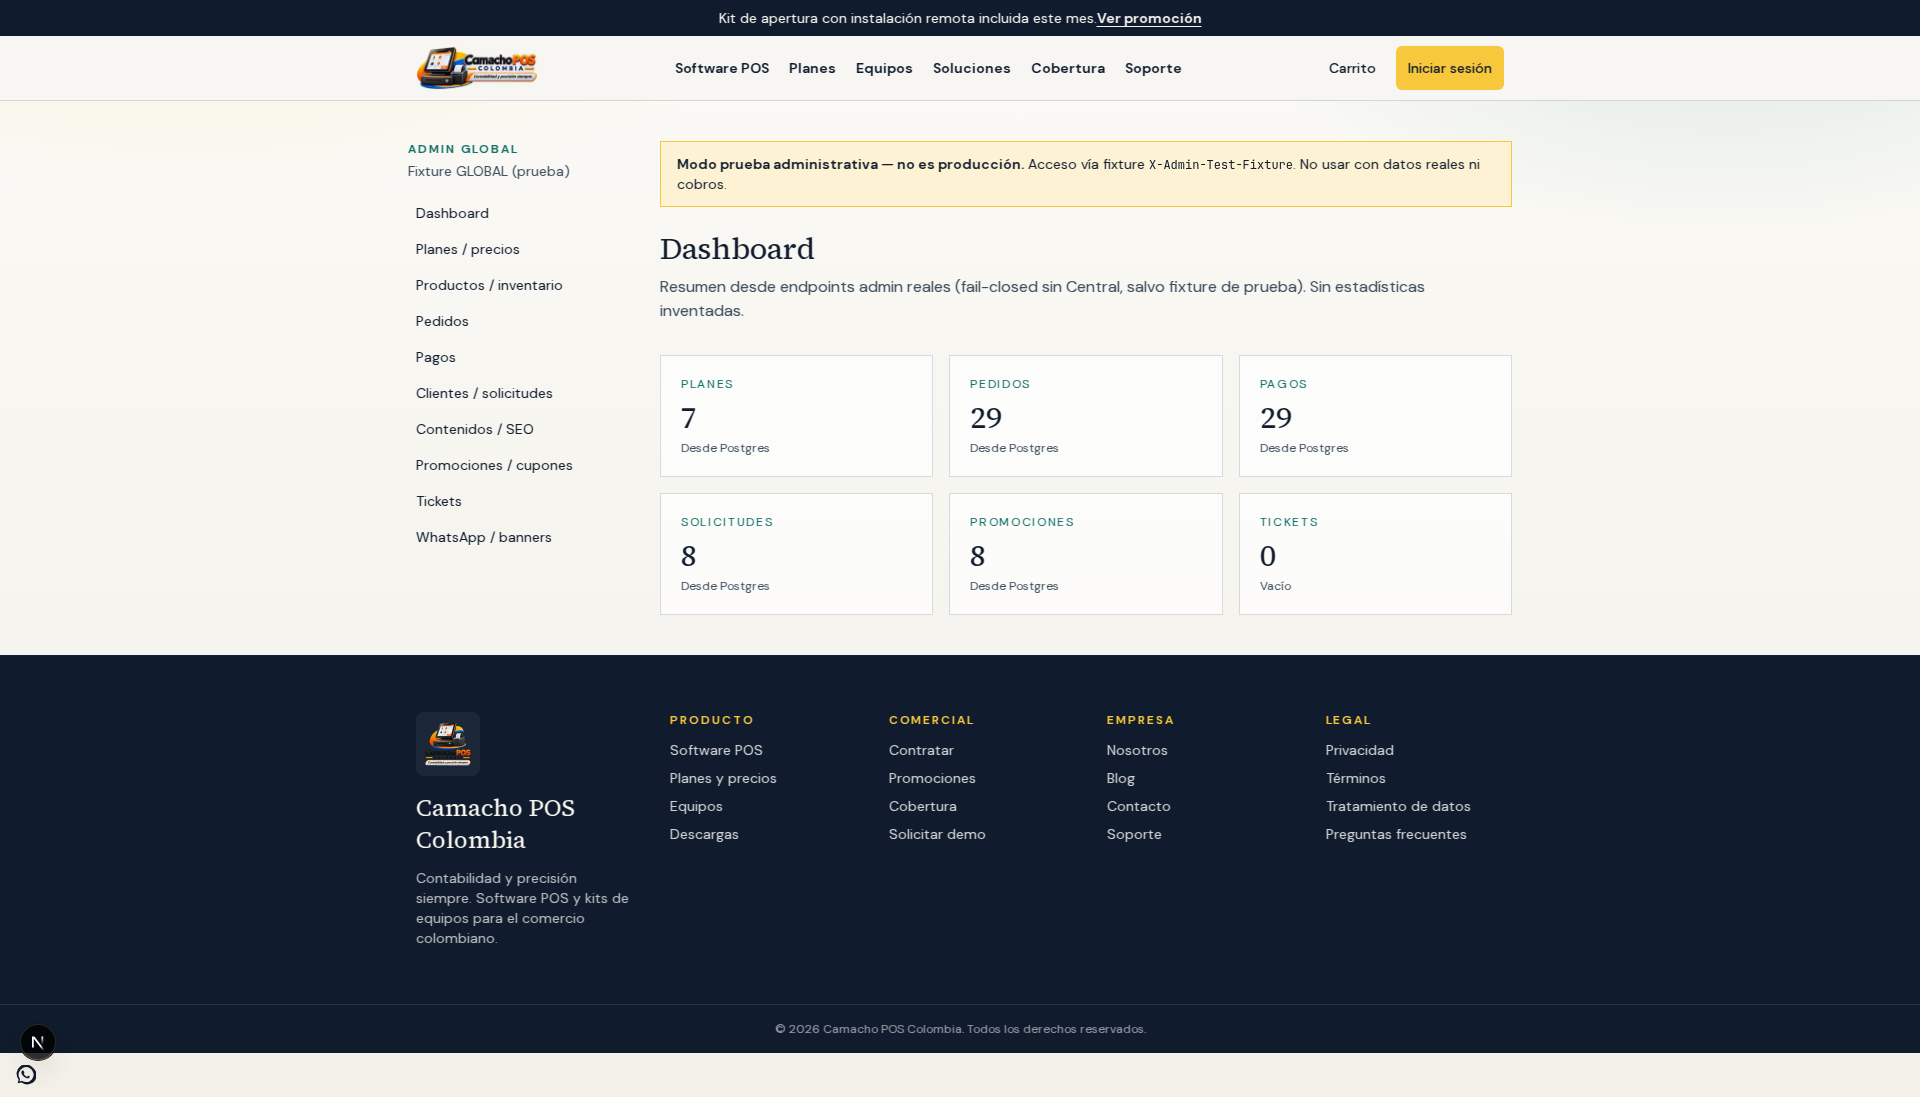 Kit de apertura con instalación remota incluida este mes.Ver promoción
CamachoPOS
COLOMBIA
Contabilidad y precisión siempre.
Software POS
Planes
Equipos
Soluciones
Cobertura
Soporte
Carrito
Iniciar sesión
ADMIN GLOBAL
Fixture GLOBAL (prueba)
Dashboard
Planes / precios
Productos / inventario
Pedidos
Pagos
Clientes / solicitudes
Contenidos / SEO
Promociones / cupones
Tickets
WhatsApp / banners
Modo prueba administrativa — no es producción. Acceso vía fixture X-Admin-Test-Fixture. No usar con datos reales ni
cobros.
Dashboard
Resumen desde endpoints admin reales (fail-closed sin Central, salvo fixture de prueba). Sin estadísticas
inventadas.
PLANES
7
Desde Postgres
PEDIDOS
29
Desde Postgres
PAGOS
29
Desde Postgres
SOLICITUDES
8
Desde Postgres
PROMOCIONES
8
Desde Postgres
TICKETS
0
Vacío
Camacho POS
Colombia
Contabilidad y precisión
siempre. Software POS y kits de
equipos para el comercio
colombiano.
PRODUCTO
Software POS
Planes y precios
Equipos
Descargas
COMERCIAL
Contratar
Promociones
Cobertura
Solicitar demo
EMPRESA
Nosotros
Blog
Contacto
Soporte
LEGAL
Privacidad
Términos
Tratamiento de datos
Preguntas frecuentes
© 2026 Camacho POS Colombia. Todos los derechos reservados.
N